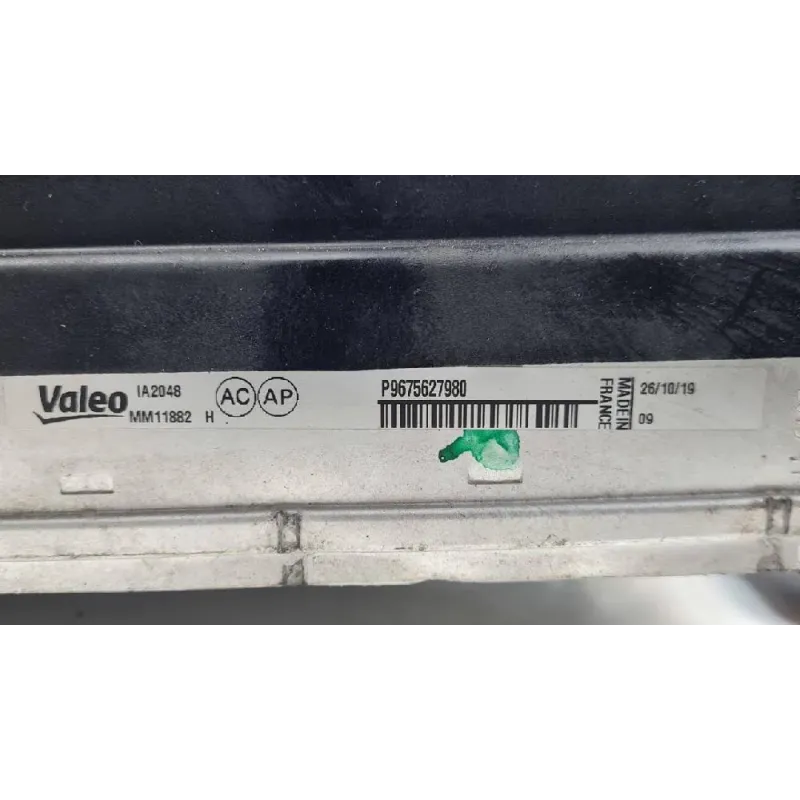 Valeo
IA2048
MM11882 H
AC AP
P9675627980
MADE IN
FRANCE
26/10/19
09